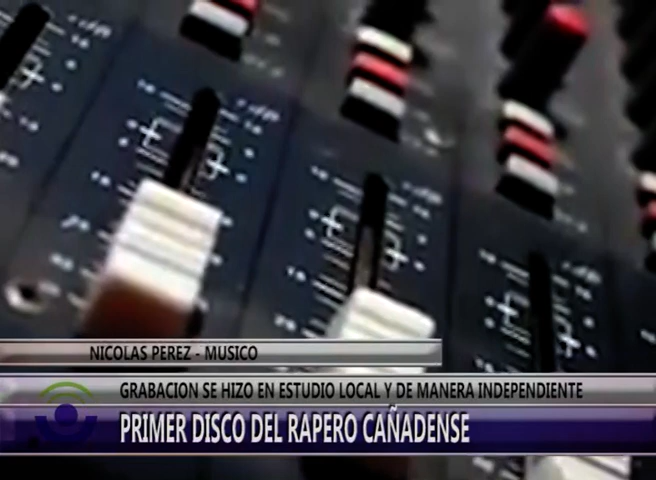 NICOLAS PEREZ - MUSICO
GRABACION SE HIZO EN ESTUDIO LOCAL Y DE MANERA INDEPENDIENTE
PRIMER DISCO DEL RAPERO CAÑADENSE